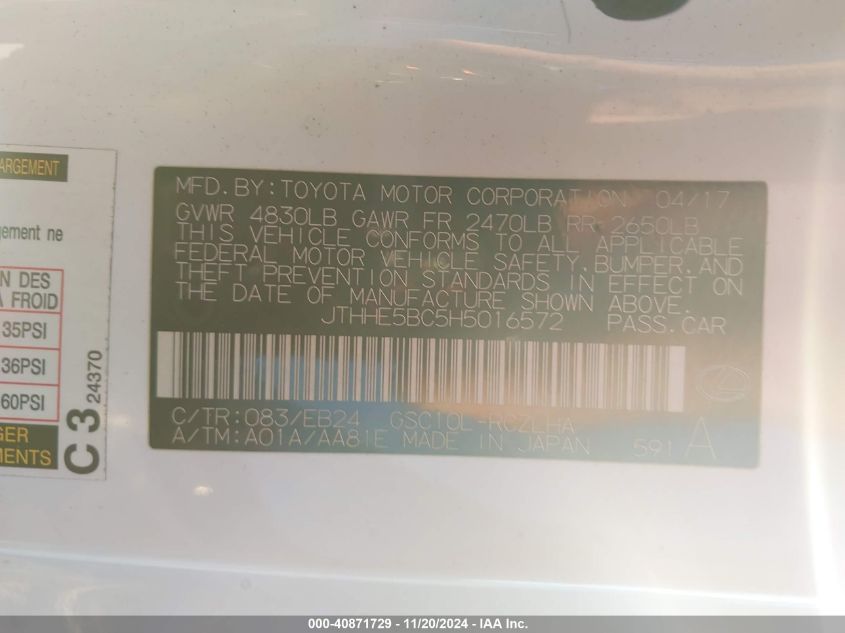 ARGEMENT
gement ne
N DES
A FROID
35PSI
36PSI
60PSI
GER
EMENTS
C 3 24370
MFD.BY:TOYOTA MOTOR CORPORATION 04/17
GVWR 4830LB GAWR FR 2470LB RR 2650LB
THIS VEHICLE CONFORMS TO ALL APPLICABLE
FEDERAL MOTOR VEHICLE SAFETY,BUMPER,AND
THEFT PREVENTION STANDARDS IN EFFECT ON
THE DATE OF MANUFACTURE SHOWN ABOVE.
JTHHE5BC5H5016572 PASS.CAR
C/TR:083/EB24 GSC10L-RCZLHA
A/TM:A01A/AA81E MADE IN JAPAN 591 A
000-40871729 - 11/20/2024 - IAA Inc.